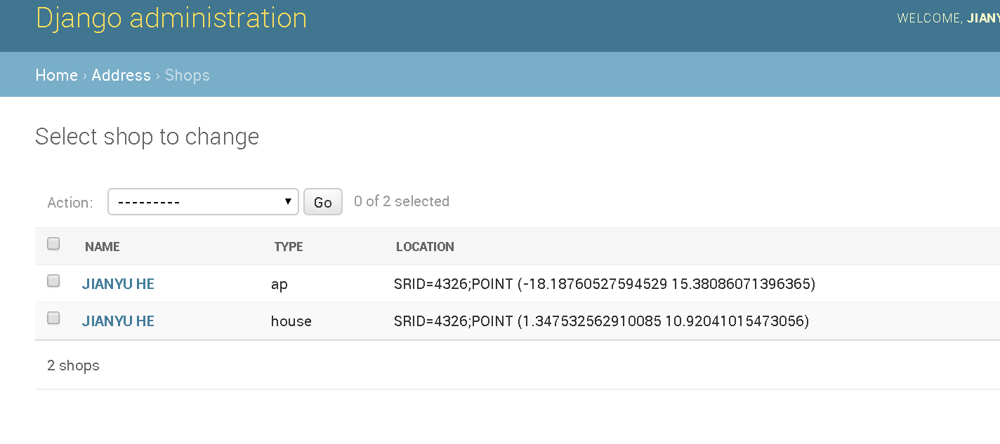 Django administration
WELCOME, JIANY
Home › Address › Shops
Select shop to change
Action: --------- Go 0 of 2 selected
NAME TYPE LOCATION
JIANYU HE ap SRID=4326;POINT (-18.18760527594529 15.38086071396365)
JIANYU HE house SRID=4326;POINT (1.347532562910085 10.92041015473056)
2 shops